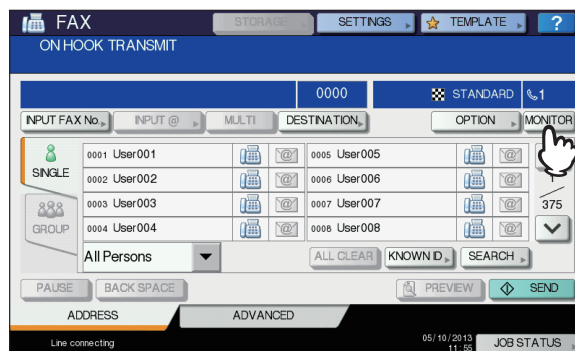 FAX STORAGE SETTINGS TEMPLATE ?
ON HOOK TRANSMIT
0000 STANDARD 1
INPUT FAX No. INPUT @ MULTI DESTINATION OPTION MONITOR
SINGLE
GROUP
0001 User001
0002 User002
0003 User003
0004 User004
0005 User005
0006 User006
0007 User007
0008 User008
1
375
All Persons ALL CLEAR KNOWN ID SEARCH
PAUSE BACK SPACE PREVIEW SEND
ADDRESS ADVANCED
Line connecting
05/10/2013
11:55
JOB STATUS